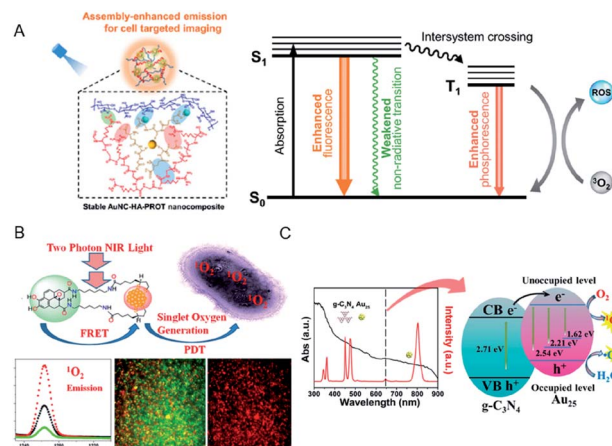 A
Assembly-enhanced emission
for cell targeted imaging
Stable AuNC-HA-PROT nanocomposite
Intersystem crossing
S1
T1
S0
Absorption
Enhanced
fluorescence
Weakened
non-radiative transition
Enhanced
phosphorescence
ROS
³O₂
B
Two Photon NIR Light
FRET
Singlet Oxygen
Generation
PDT
¹O₂
¹O₂
¹O₂
¹O₂
Emission
C
g-C₃N₄ Au₂₅
Abs (a.u.)
Intensity (a.u.)
300 400 500 600 700 800 900
(nm)
Unoccupied level
CB e⁻
e⁻
O₂
2.71 eV
1.62 eV
2.21 eV
2.54 eV
h⁺
H₂
VB h⁺
Occupied level
g-C₃N₄
Au₂₅